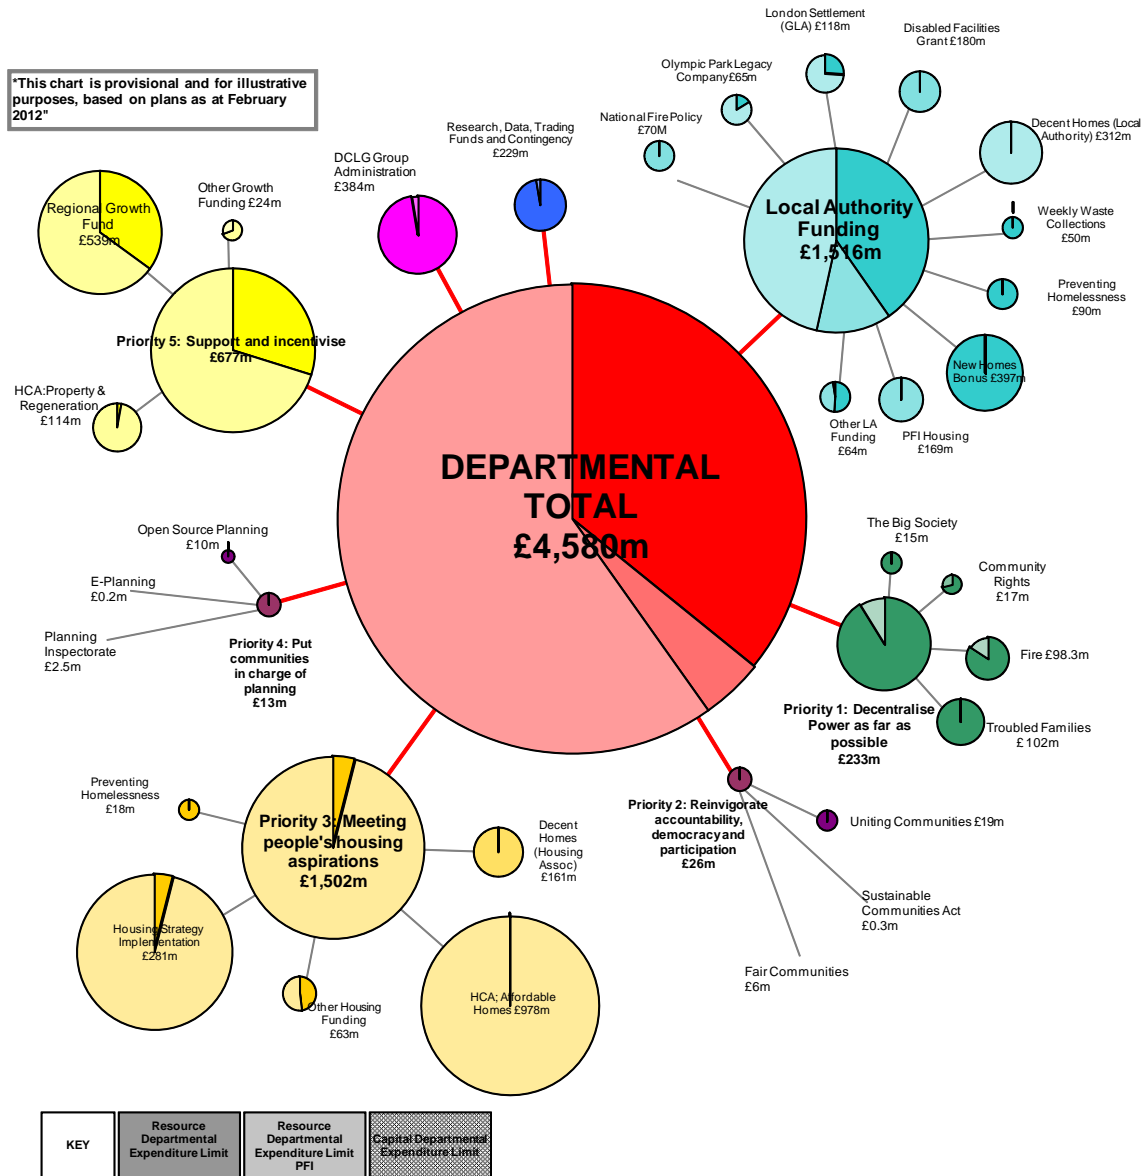 London Settlement
(GLA) £118m
Disabled Facilities
Grant £180m
Olympic Park Legacy
Company £65m
"This chart is provisional and for illustrative
purposes, based on plans as at February
2012"
National Fire Policy
£70M
Decent Homes (Local
Authority) £312m
Research, Data, Trading
Funds and Contingency
£229m
DCLG Group
Administration
£384m
Other Growth
Funding £24m
Regional Growth
Fund
£539m
Local Authority
Funding
£1,516m
Weekly Waste
Collections
£50m
Preventing
Homelessness
£90m
Priority 5: Support and incentivise
£677m
New Homes
Bonus £397m
HCA:Property &
Regeneration
£114m
Other LA
Funding
£64m
PFI Housing
£169m
DEPARTMENTAL
TOTAL
£4,580m
Open Source Planning
£10m
The Big Society
£15m
E-Planning
£0.2m
Community
Rights
£17m
Planning
Inspectorate
£2.5m
Priority 4: Put
communities
in charge of
planning
£13m
Fire £98.3m
Priority 1: Decentralise
Power as far as
possible
£233m
Troubled Families
£102m
Preventing
Homelessness
£18m
Priority 3: Meeting
people's housing
aspirations
£1,502m
Decent
Homes
(Housing
Assoc)
£161m
Priority 2: Reinvigorate
accountability,
democracy and
participation
£26m
Uniting Communities £19m
Sustainable
Communities Act
£0.3m
Housing Strategy
Implementation
£281m
Fair Communities
£6m
HCA; Affordable
Homes £978m
Other Housing
Funding
£63m
KEY
Resource
Departmental
Expenditure Limit
Resource
Departmental
Expenditure Limit
PFI
Capital Departmental
Expenditure Limit